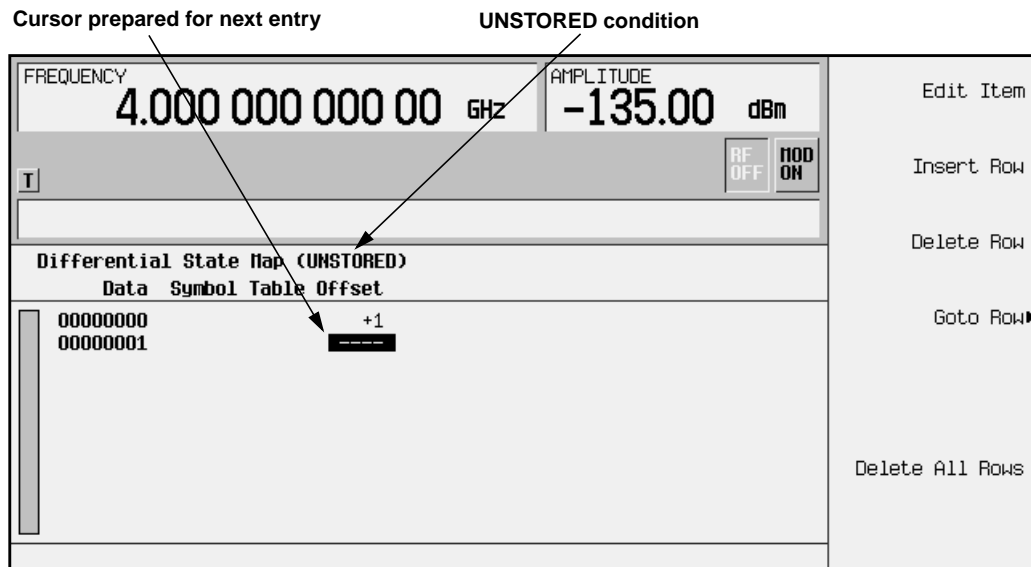 Cursor prepared for next entry
UNSTORED condition
FREQUENCY
4.000 000 000 00 GHz
AMPLITUDE
-135.00 dBm
RF OFF
MOD ON
T
Differential State Map (UNSTORED)
Data Symbol Table Offset
00000000 +1
00000001 ----
Edit Item
Insert Row
Delete Row
Goto Row
Delete All Rows